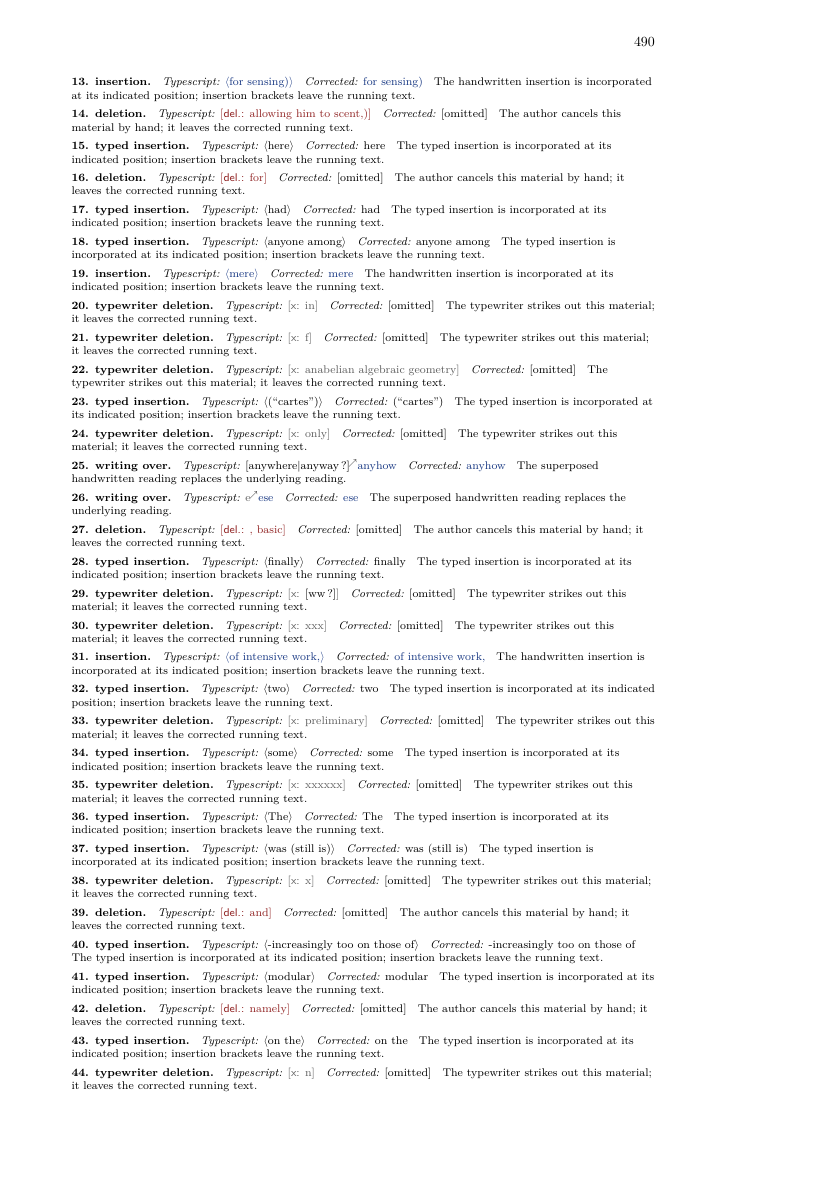 490
13. insertion. Typescript: ⟨for sensing)⟩ Corrected: for sensing) The handwritten insertion is incorporated
at its indicated position; insertion brackets leave the running text.
14. deletion. Typescript: [del.: allowing him to scent,)] Corrected: [omitted] The author cancels this
material by hand; it leaves the corrected running text.
15. typed insertion. Typescript: ⟨here⟩ Corrected: here The typed insertion is incorporated at its
indicated position; insertion brackets leave the running text.
16. deletion. Typescript: [del.: for] Corrected: [omitted] The author cancels this material by hand; it
leaves the corrected running text.
17. typed insertion. Typescript: ⟨had⟩ Corrected: had The typed insertion is incorporated at its
indicated position; insertion brackets leave the running text.
18. typed insertion. Typescript: ⟨anyone among⟩ Corrected: anyone among The typed insertion is
incorporated at its indicated position; insertion brackets leave the running text.
19. insertion. Typescript: ⟨mere⟩ Corrected: mere The handwritten insertion is incorporated at its
indicated position; insertion brackets leave the running text.
20. typewriter deletion. Typescript: [x: in] Corrected: [omitted] The typewriter strikes out this material;
it leaves the corrected running text.
21. typewriter deletion. Typescript: [x: f] Corrected: [omitted] The typewriter strikes out this material;
it leaves the corrected running text.
22. typewriter deletion. Typescript: [x: anabelian algebraic geometry] Corrected: [omitted] The
typewriter strikes out this material; it leaves the corrected running text.
23. typed insertion. Typescript: ⟨(“cartes”)⟩ Corrected: (“cartes”) The typed insertion is incorporated at
its indicated position; insertion brackets leave the running text.
24. typewriter deletion. Typescript: [x: only] Corrected: [omitted] The typewriter strikes out this
material; it leaves the corrected running text.
25. writing over. Typescript: [anywhere|anyway ?]↗anyhow Corrected: anyhow The superposed
handwritten reading replaces the underlying reading.
26. writing over. Typescript: e↗ese Corrected: ese The superposed handwritten reading replaces the
underlying reading.
27. deletion. Typescript: [del.: , basic] Corrected: [omitted] The author cancels this material by hand; it
leaves the corrected running text.
28. typed insertion. Typescript: ⟨finally⟩ Corrected: finally The typed insertion is incorporated at its
indicated position; insertion brackets leave the running text.
29. typewriter deletion. Typescript: [x: [ww ?]] Corrected: [omitted] The typewriter strikes out this
material; it leaves the corrected running text.
30. typewriter deletion. Typescript: [x: xxx] Corrected: [omitted] The typewriter strikes out this
material; it leaves the corrected running text.
31. insertion. Typescript: ⟨of intensive work,⟩ Corrected: of intensive work, The handwritten insertion is
incorporated at its indicated position; insertion brackets leave the running text.
32. typed insertion. Typescript: ⟨two⟩ Corrected: two The typed insertion is incorporated at its indicated
position; insertion brackets leave the running text.
33. typewriter deletion. Typescript: [x: preliminary] Corrected: [omitted] The typewriter strikes out this
material; it leaves the corrected running text.
34. typed insertion. Typescript: ⟨some⟩ Corrected: some The typed insertion is incorporated at its
indicated position; insertion brackets leave the running text.
35. typewriter deletion. Typescript: [x: xxxxxx] Corrected: [omitted] The typewriter strikes out this
material; it leaves the corrected running text.
36. typed insertion. Typescript: ⟨The⟩ Corrected: The The typed insertion is incorporated at its
indicated position; insertion brackets leave the running text.
37. typed insertion. Typescript: ⟨was (still is)⟩ Corrected: was (still is) The typed insertion is
incorporated at its indicated position; insertion brackets leave the running text.
38. typewriter deletion. Typescript: [x: x] Corrected: [omitted] The typewriter strikes out this material;
it leaves the corrected running text.
39. deletion. Typescript: [del.: and] Corrected: [omitted] The author cancels this material by hand; it
leaves the corrected running text.
40. typed insertion. Typescript: ⟨-increasingly too on those of⟩ Corrected: -increasingly too on those of
The typed insertion is incorporated at its indicated position; insertion brackets leave the running text.
41. typed insertion. Typescript: ⟨modular⟩ Corrected: modular The typed insertion is incorporated at its
indicated position; insertion brackets leave the running text.
42. deletion. Typescript: [del.: namely] Corrected: [omitted] The author cancels this material by hand; it
leaves the corrected running text.
43. typed insertion. Typescript: ⟨on the⟩ Corrected: on the The typed insertion is incorporated at its
indicated position; insertion brackets leave the running text.
44. typewriter deletion. Typescript: [x: n] Corrected: [omitted] The typewriter strikes out this material;
it leaves the corrected running text.